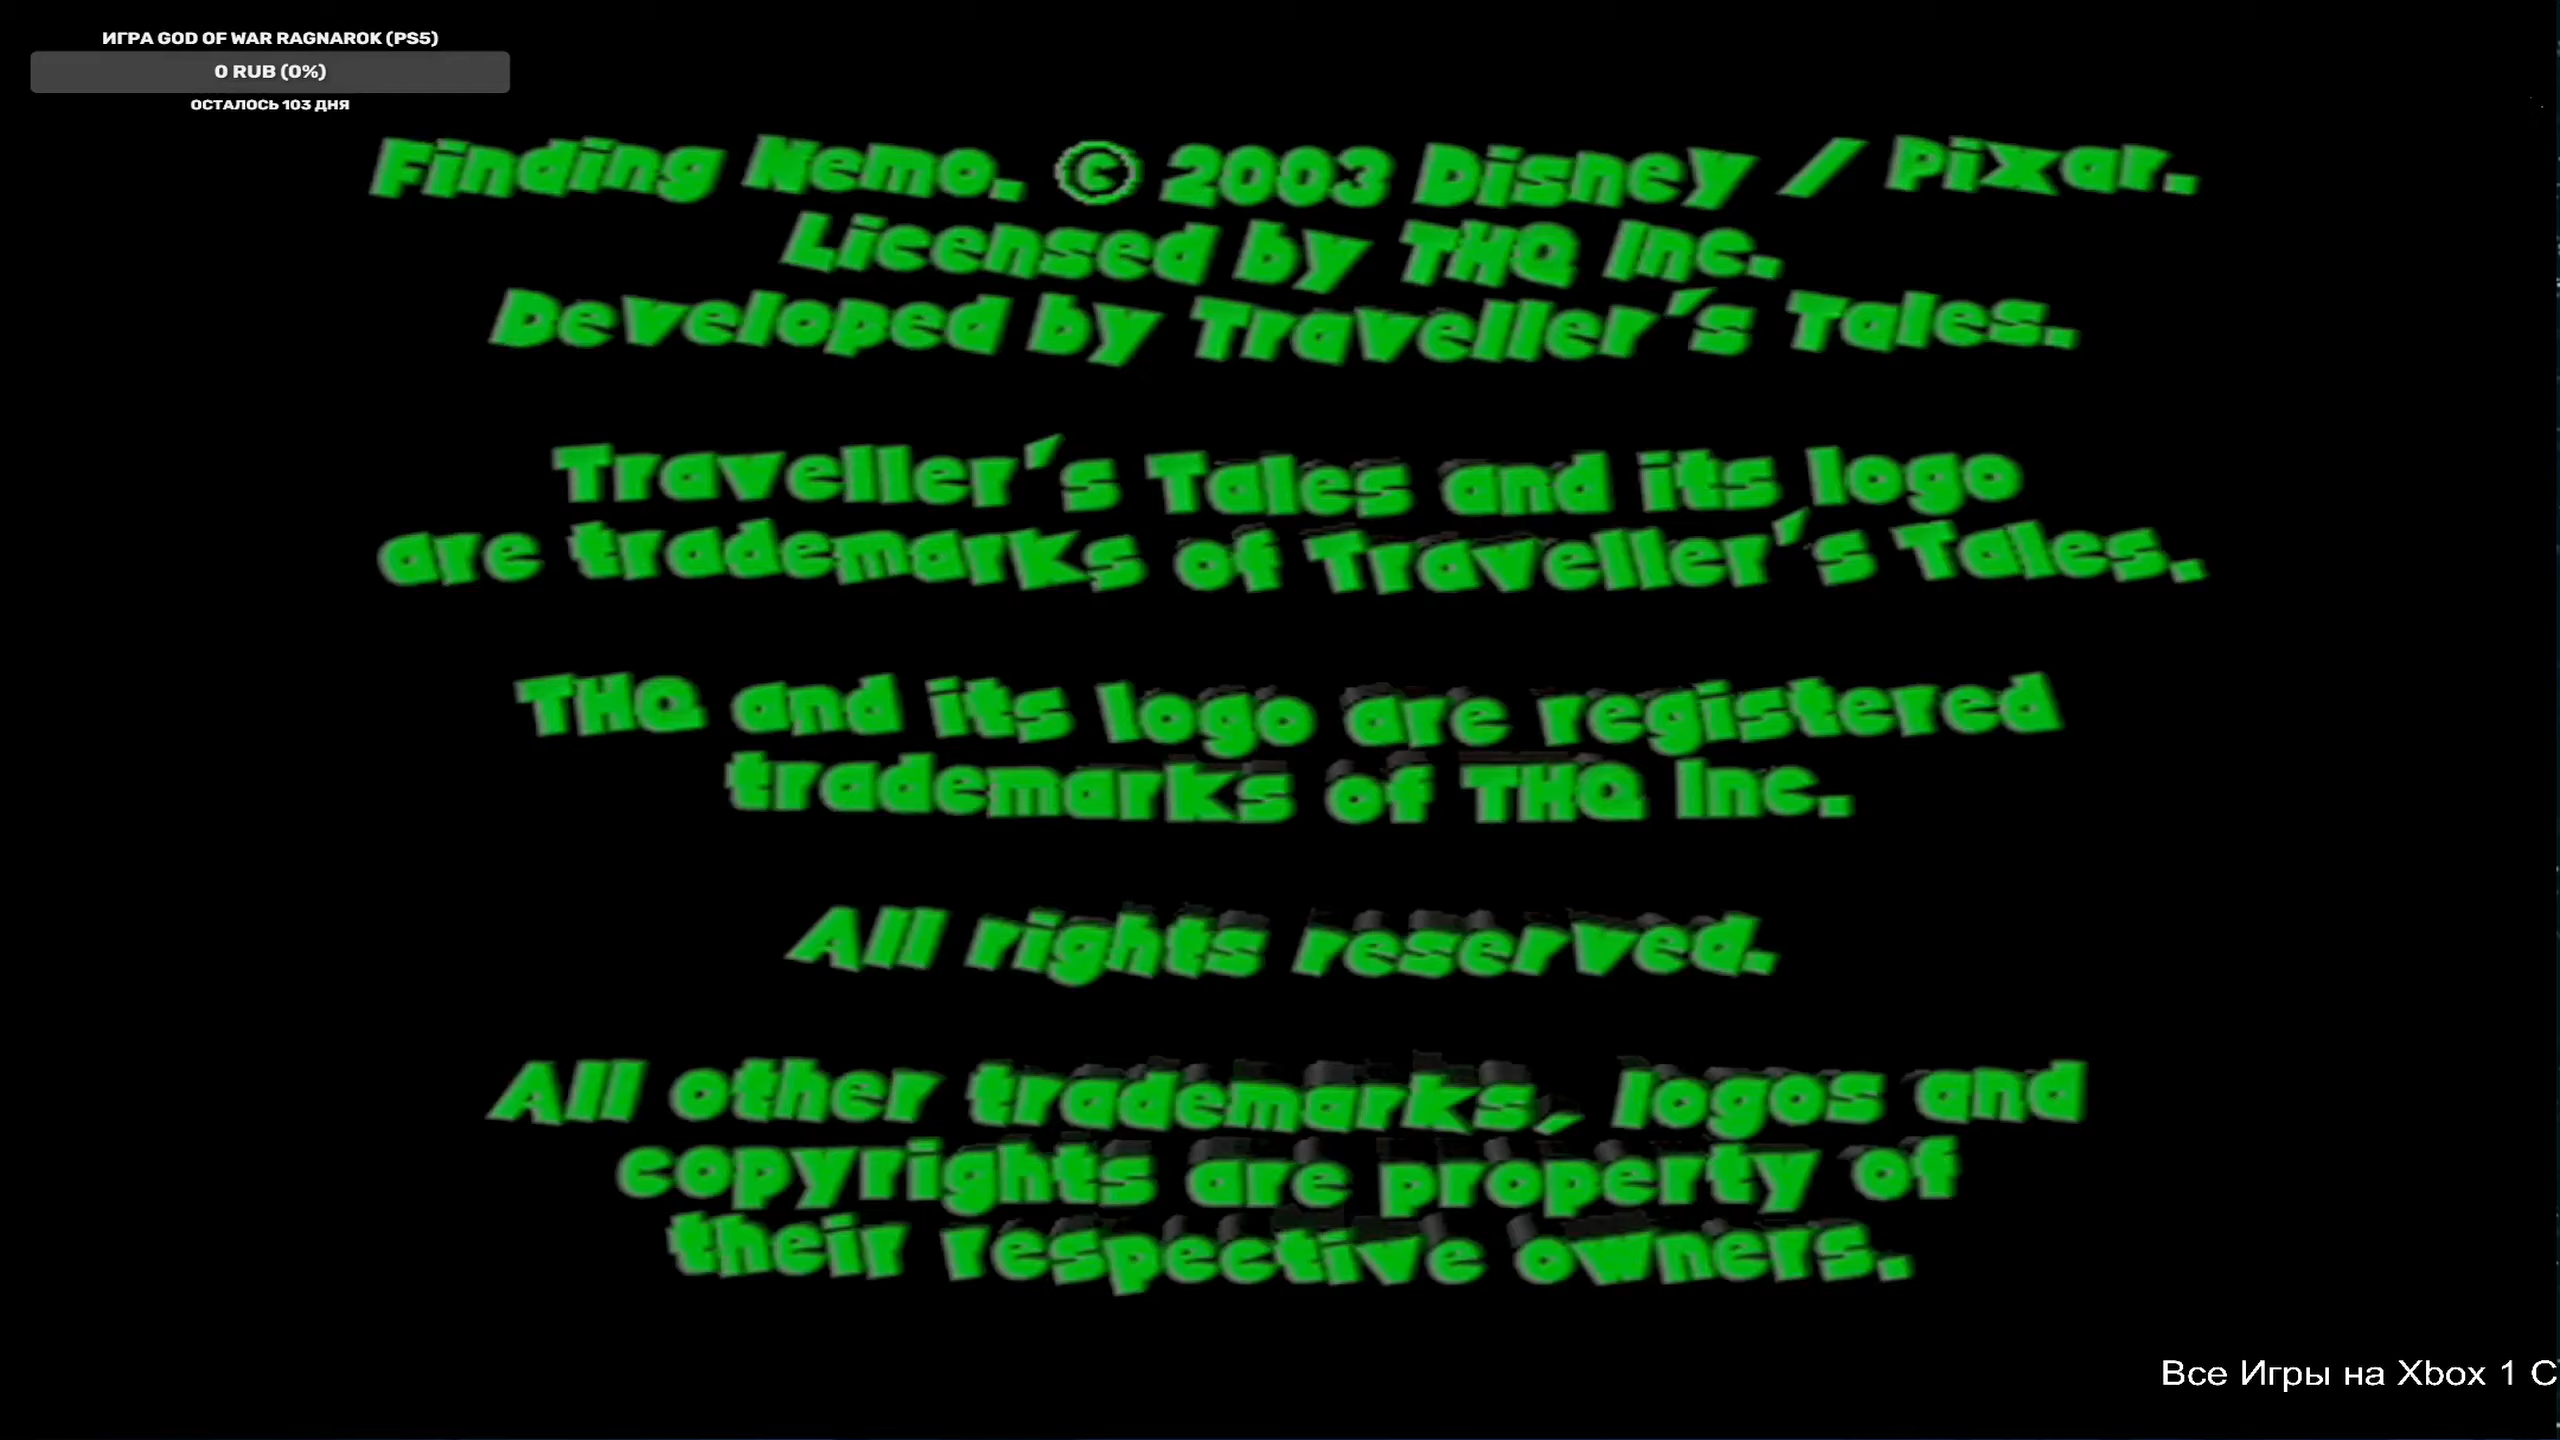 ИГРА GOD OF WAR RAGNAROK (PS5)
0 RUB (0%)
ОСТАЛОСЬ 103 ДНЯ
Finding Nemo. © 2003 Disney / Pixar.
Licensed by THQ Inc.
Developed by Traveller's Tales.
Traveller's Tales and its logo
are trademarks of Traveller's Tales.
THQ and its logo are registered
trademarks of THQ Inc.
All rights reserved.
All other trademarks, logos and
copyrights are property of
their respective owners.
Все Игры на Xbox 1 С